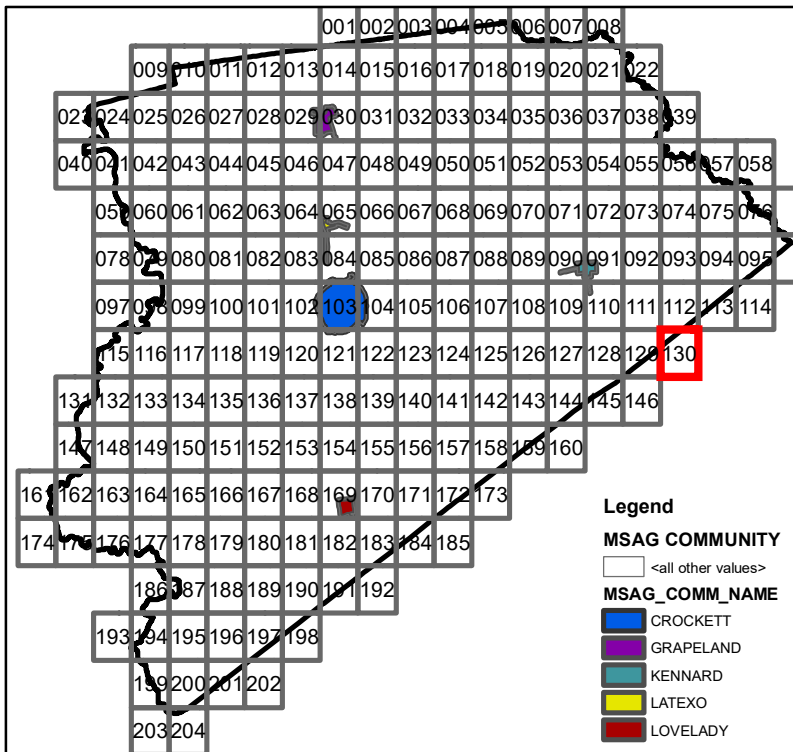 001 002 003 004 005 006 007 008
009 010 011 012 013 014 015 016 017 018 019 020 021 022
023 024 025 026 027 028 029 030 031 032 033 034 035 036 037 038 039
040 041 042 043 044 045 046 047 048 049 050 051 052 053 054 055 056 057 058
059 060 061 062 063 064 065 066 067 068 069 070 071 072 073 074 075 076
078 079 080 081 082 083 084 085 086 087 088 089 090 091 092 093 094 095
097 098 099 100 101 102 103 104 105 106 107 108 109 110 111 112 113 114
115 116 117 118 119 120 121 122 123 124 125 126 127 128 129 130
131 132 133 134 135 136 137 138 139 140 141 142 143 144 145 146
147 148 149 150 151 152 153 154 155 156 157 158 159 160
161 162 163 164 165 166 167 168 169 170 171 172 173
174 175 176 177 178 179 180 181 182 183 184 185
186 187 188 189 190 191 192
193 194 195 196 197 198
199 200 201 202
203 204
Legend
MSAG COMMUNITY
<all other values>
MSAG_COMM_NAME
CROCKETT
GRAPELAND
KENNARD
LATEXO
LOVELADY